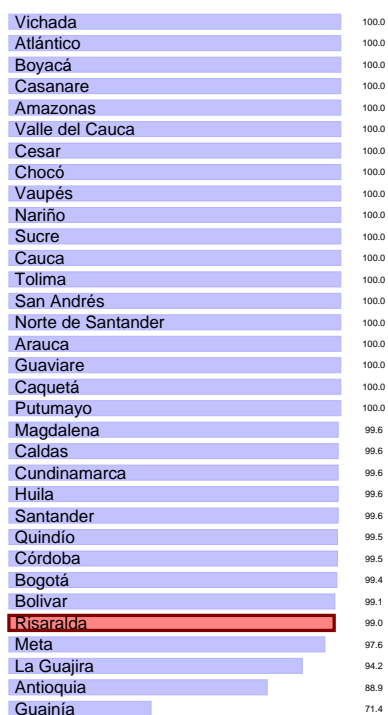 Vichada 100.0
Atlántico 100.0
Boyacá 100.0
Casanare 100.0
Amazonas 100.0
Valle del Cauca 100.0
Cesar 100.0
Chocó 100.0
Vaupés 100.0
Nariño 100.0
Sucre 100.0
Cauca 100.0
Tolima 100.0
San Andrés 100.0
Norte de Santander 100.0
Arauca 100.0
Guaviare 100.0
Caquetá 100.0
Putumayo 100.0
Magdalena 99.6
Caldas 99.6
Cundinamarca 99.6
Huila 99.6
Santander 99.6
Quindío 99.5
Córdoba 99.5
Bogotá 99.4
Bolivar 99.1
Risaralda 99.0
Meta 97.6
La Guajira 94.2
Antioquia 88.9
Guainía 71.4